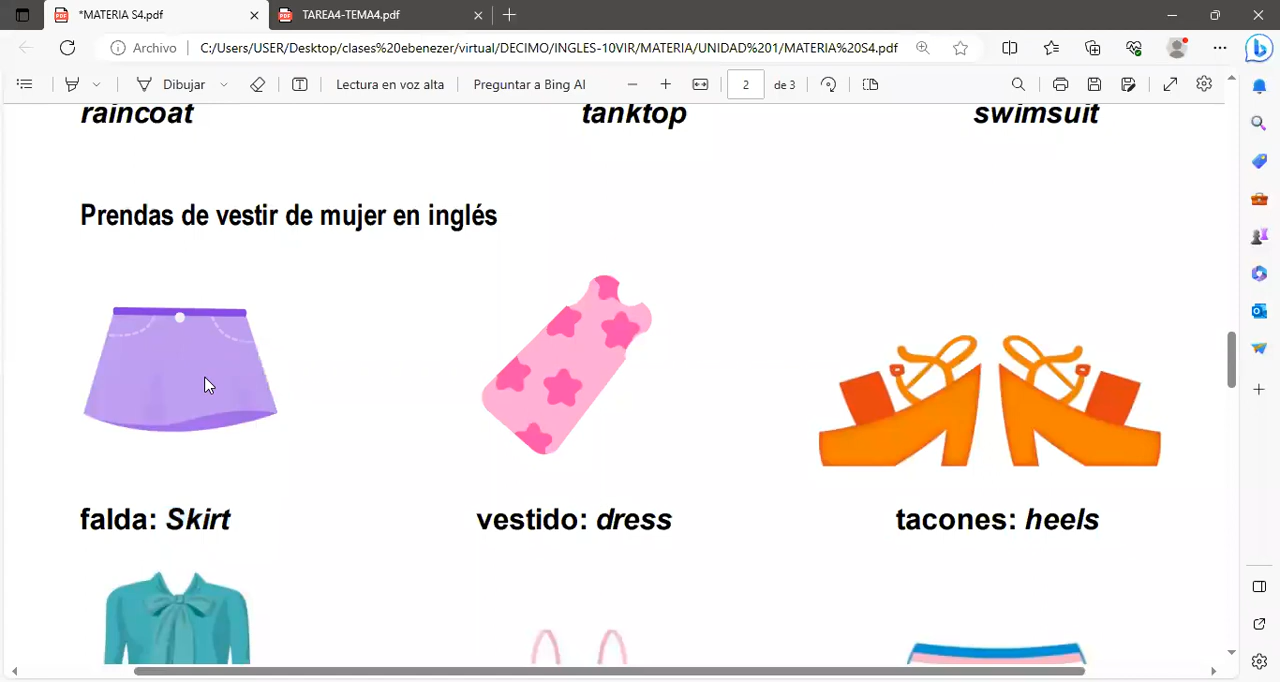 *MATERIA S4.pdf
TAREA4-TEMA4.pdf
Archivo
C:/Users/USER/Desktop/clases%20ebenezer/virtual/DECIMO/INGLES-10VIR/MATERIA/UNIDAD%201/MATERIA%20S4.pdf
Dibujar
Lectura en voz alta
Preguntar a Bing AI
2
de 3
raincoat
tanktop
swimsuit
Prendas de vestir de mujer en inglés
falda: Skirt
vestido: dress
tacones: heels